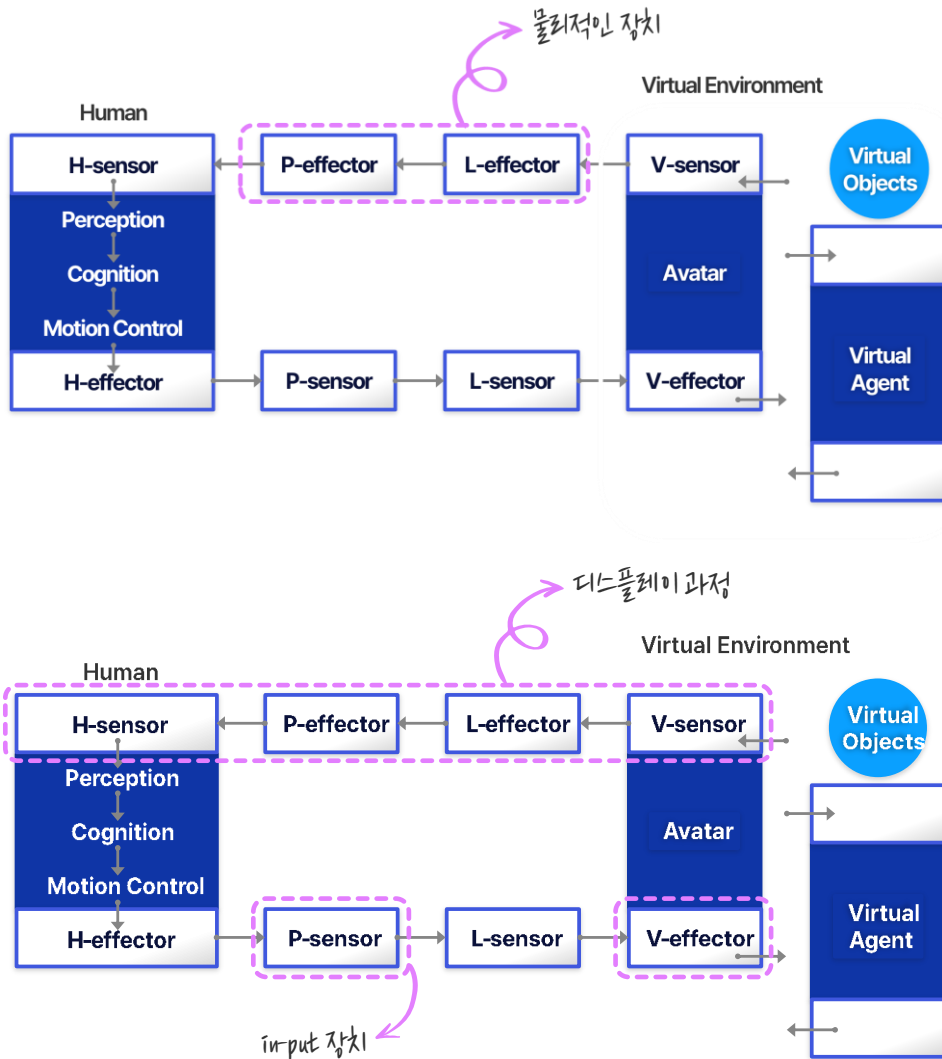 물리적인 장치
Virtual Environment
Human
H-sensor
P-effector
L-effector
V-sensor
Virtual
Objects
Perception
Cognition
Avatar
Motion Control
Virtual
Agent
H-effector
P-sensor
L-sensor
V-effector
디스플레이 과정
Virtual Environment
Human
H-sensor
P-effector
L-effector
V-sensor
Virtual
Objects
Perception
Cognition
Avatar
Motion Control
Virtual
Agent
H-effector
P-sensor
L-sensor
V-effector
input 장치